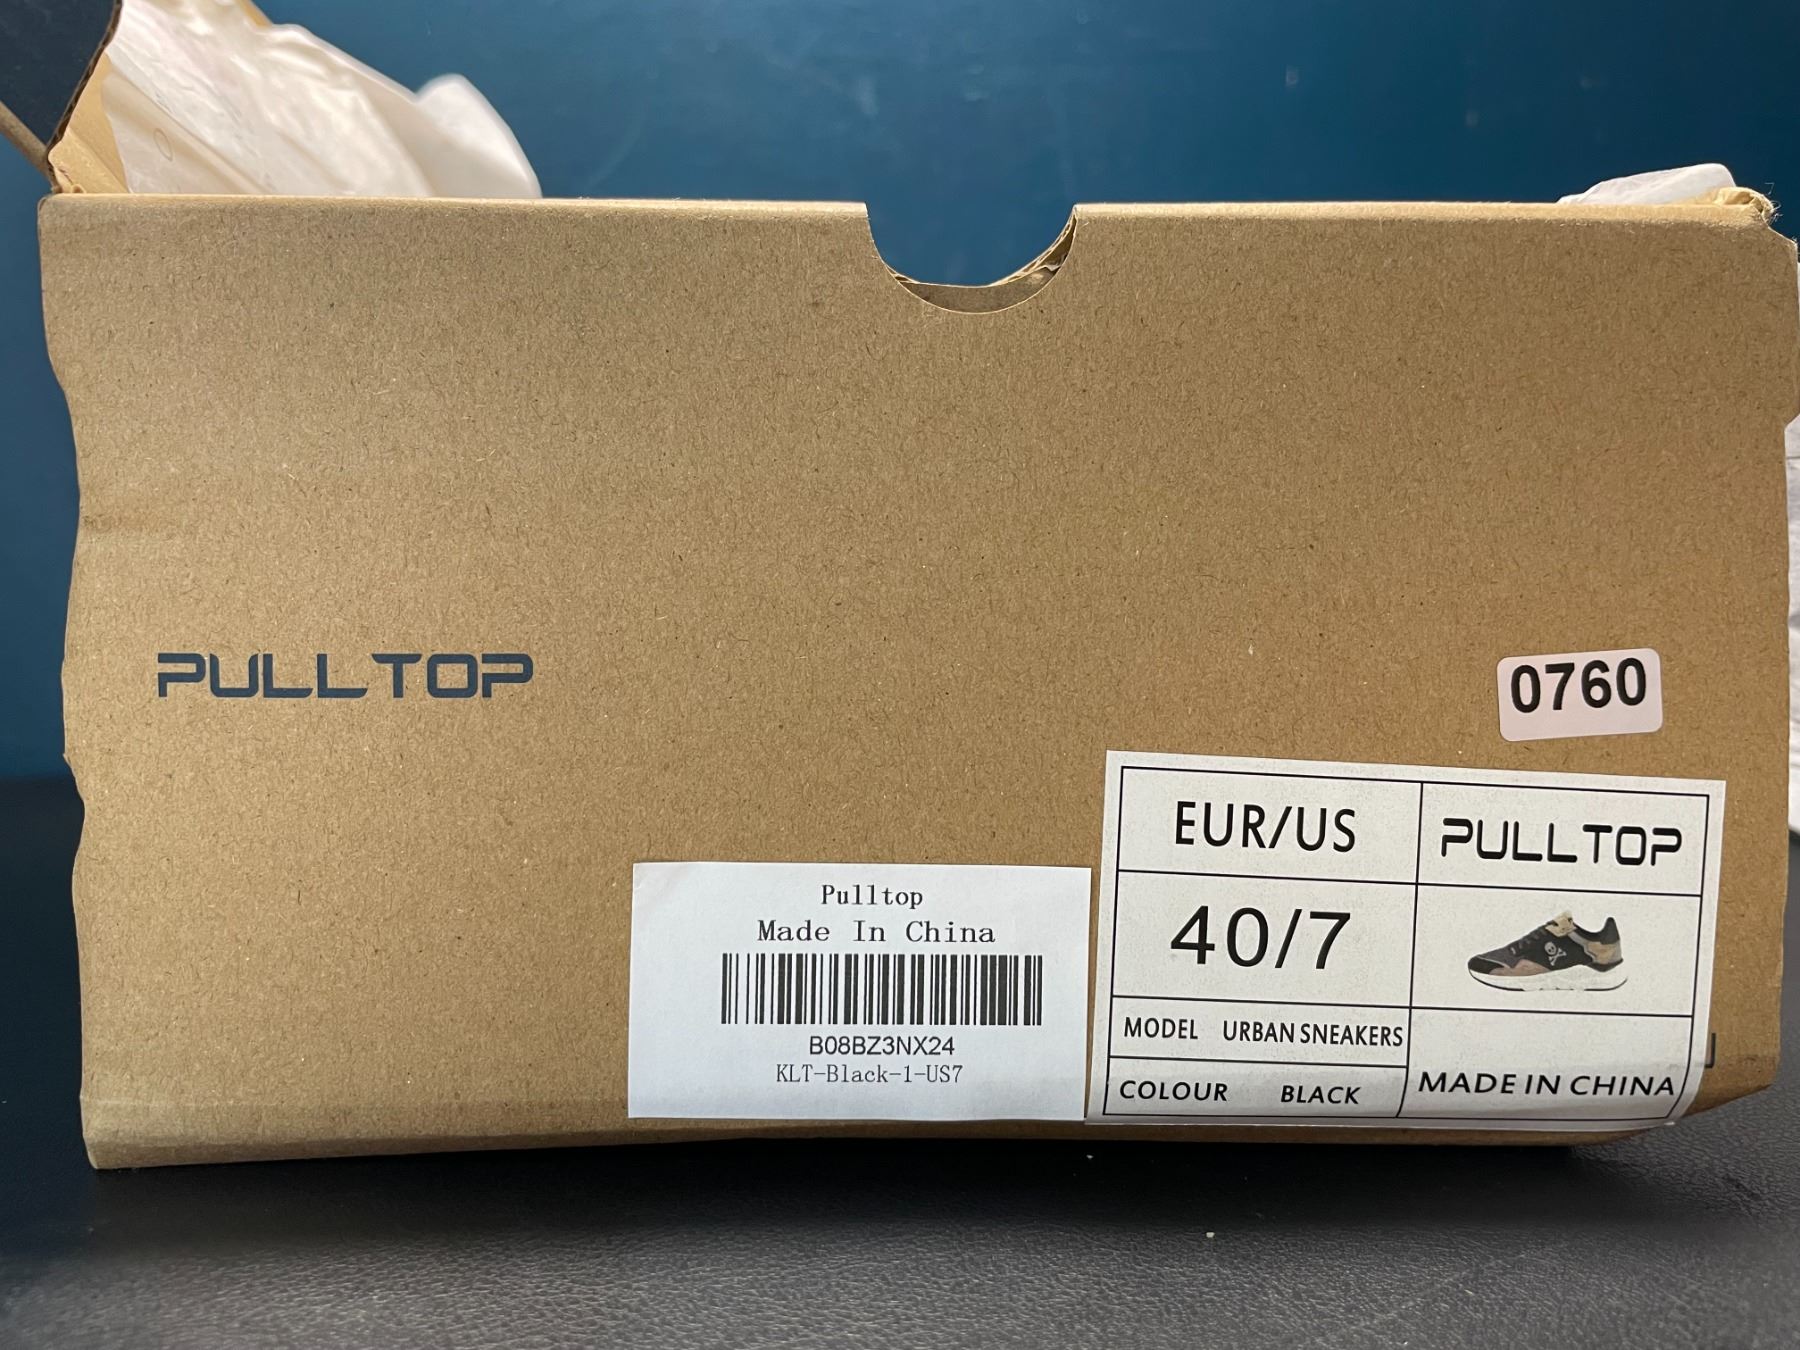 PULLTOP
0760
EUR/US
PULLTOP
40/7
MODEL URBAN SNEAKERS
COLOUR BLACK
MADE IN CHINA
Pulltop
Made In China
B08BZ3NX24
KLT-Black-1-US7